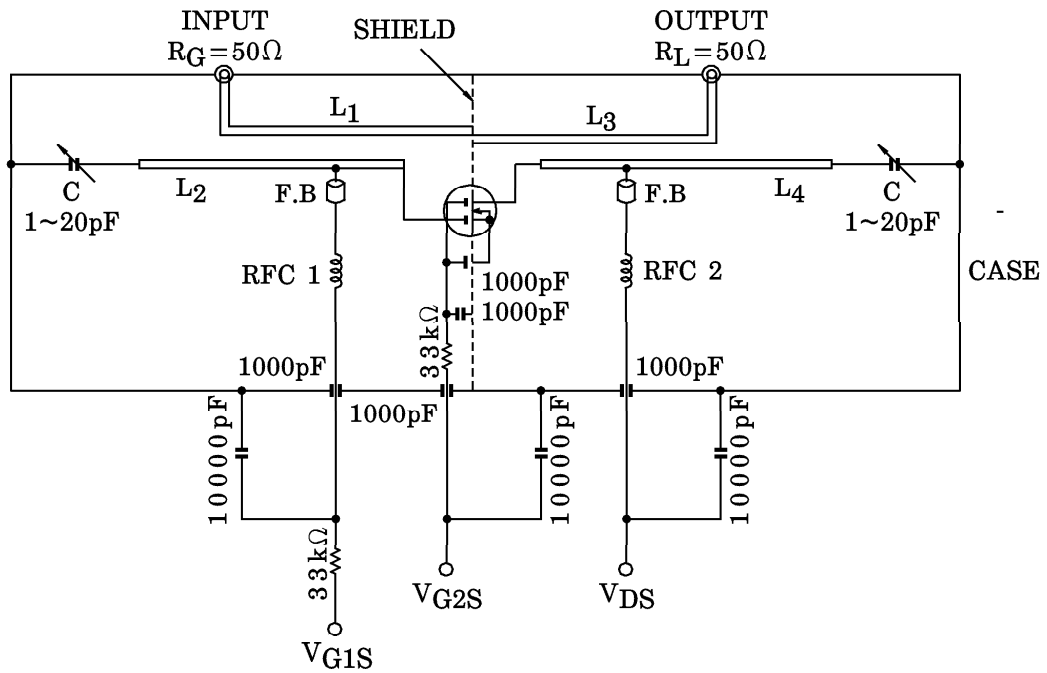 INPUT
RG=50Ω
SHIELD
OUTPUT
RL=50Ω
L1
L3
C
1~20pF
L2
F.B
F.B
L4
C
1~20pF
RFC 1
RFC 2
CASE
1000pF
1000pF
33kΩ
1000pF
1000pF
1000pF
10000pF
10000pF
10000pF
33kΩ
VG2S
VDS
VG1S